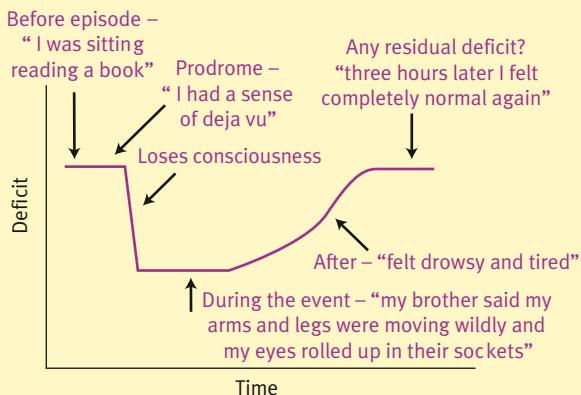 Before episode –
“ I was sitting
reading a book”
Prodrome –
“ I had a sense
of deja vu”
Any residual deficit?
“three hours later I felt
completely normal again”
Loses consciousness
Deficit
After – “felt drowsy and tired”
During the event – “my brother said my
arms and legs were moving wildly and
my eyes rolled up in their sockets”
Time